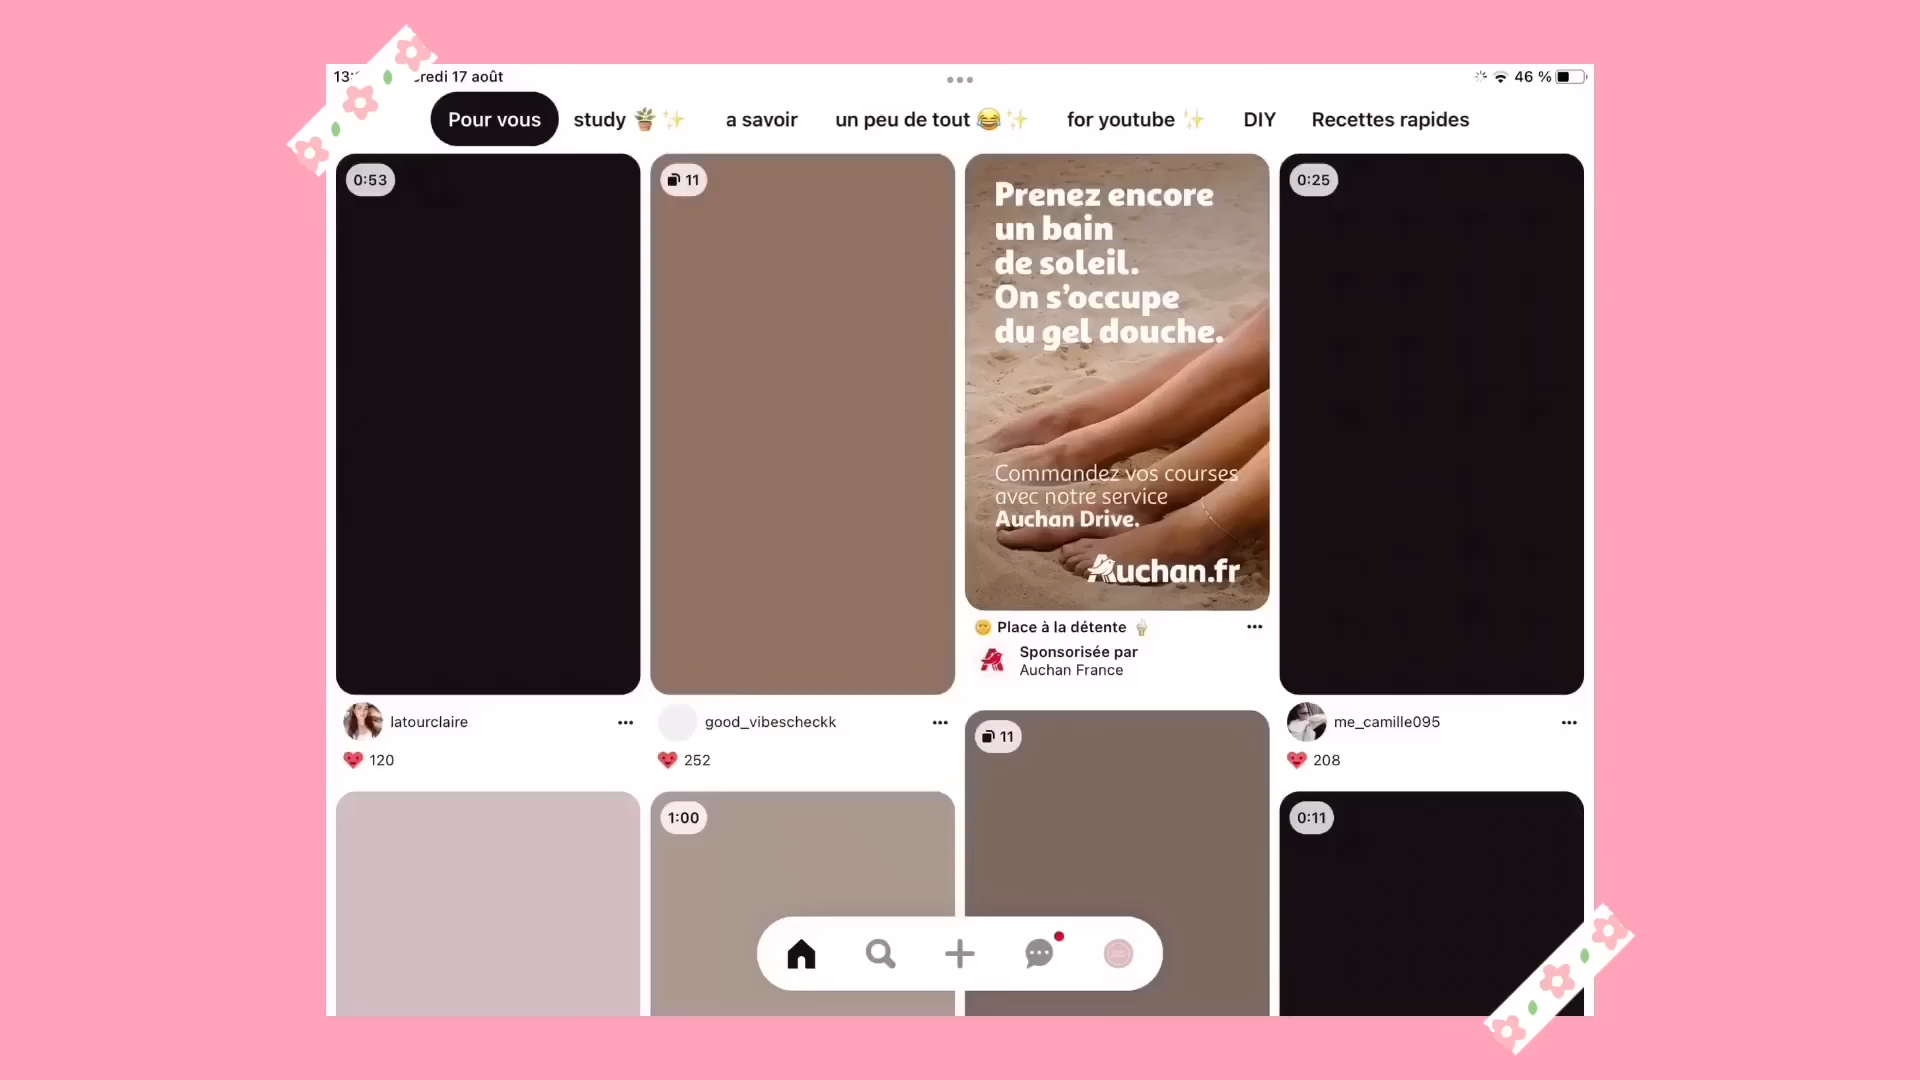 mercredi 17 août
46 %
Pour vous
study 🪴✨
a savoir
un peu de tout 😂✨
for youtube ✨
DIY
Recettes rapides
0:53
11
Prenez encore
un bain
de soleil.
On s’occupe
du gel douche.
Commandez vos courses
avec notre service
Auchan Drive.
Auchan.fr
🌝 Place à la détente 🍦
Sponsorisée par
Auchan France
0:25
latourclaire
120
good_vibescheckk
252
me_camille095
208
1:00
11
0:11